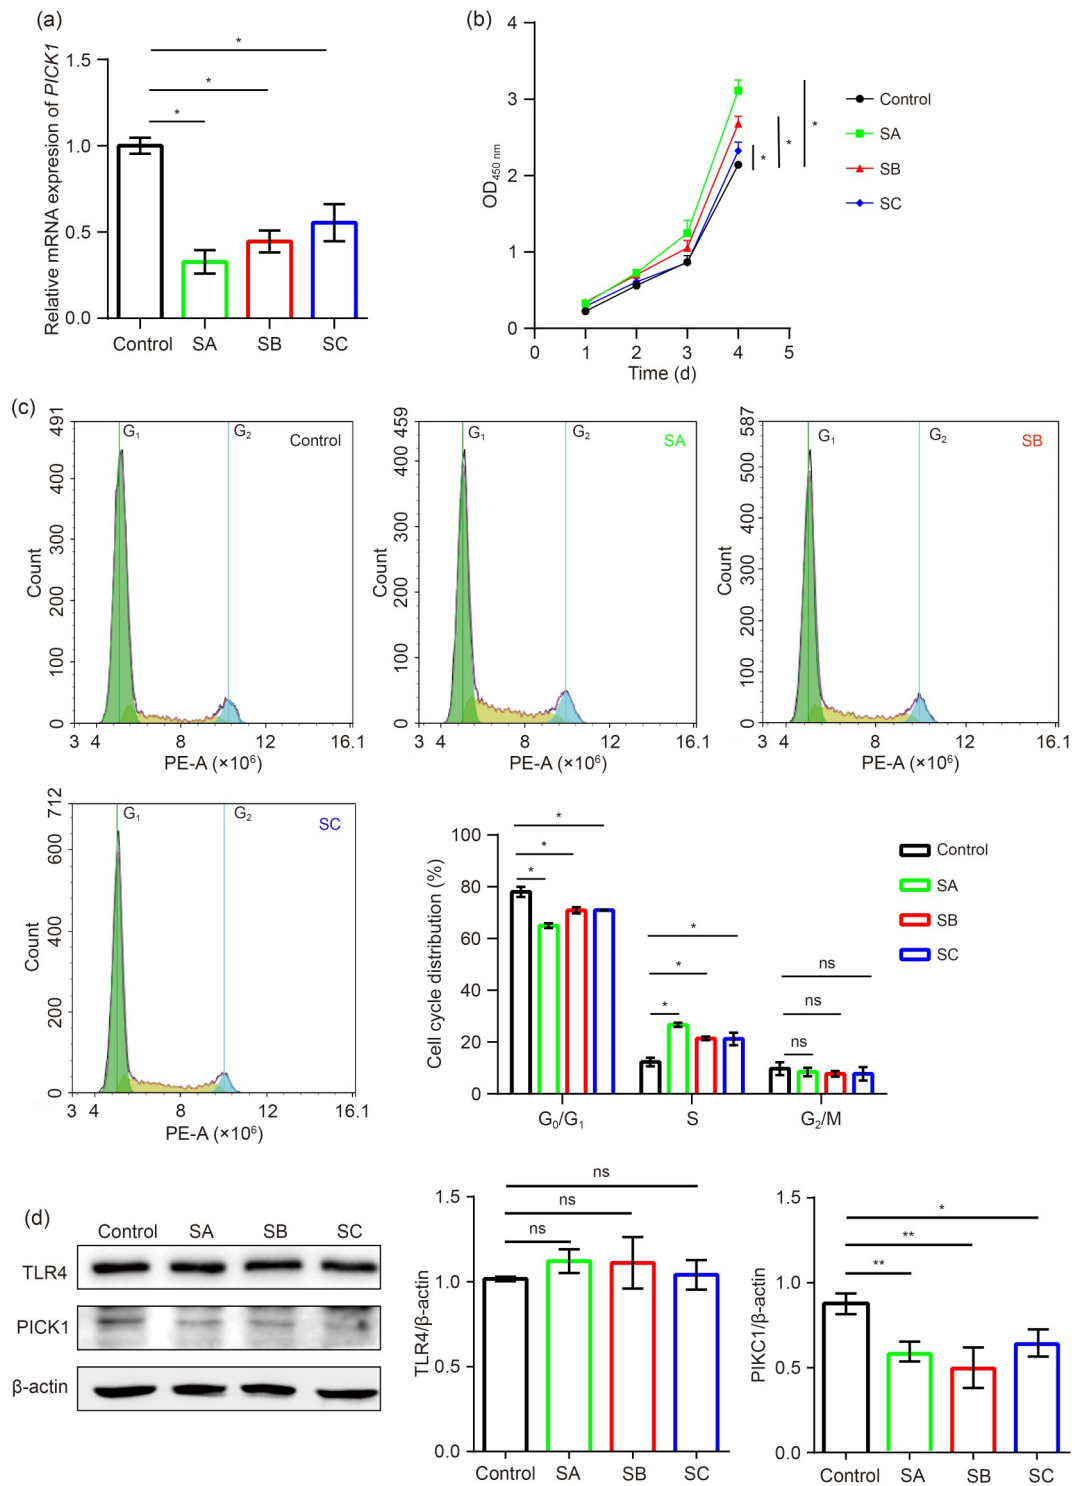 (a)
Relative mRNA experession of PICK1
1.5
1.0
0.5
0.0
*
*
*
Control SA SB SC
(b)
OD450 nm
4
3
2
1
0
0 1 2 3 4 5
Time (d)
*
*
*
Control
SA
SB
SC
(c)
491
400
300
200
100
0
Count
G1 G2
Control
3 4 8 12 16.1
PE-A (×10⁶)
459
400
300
200
100
0
Count
G1 G2
SA
3 4 8 12 16.1
PE-A (×10⁶)
587
500
400
300
200
100
0
Count
G1 G2
SB
3 4 8 12 16.1
PE-A (×10⁶)
712
600
400
200
0
Count
G1 G2
SC
3 4 8 12 16.1
PE-A (×10⁶)
Cell cycle distribution (%)
100
80
60
40
20
0
*
*
*
*
*
*
ns
ns
ns
G0/G1 S G2/M
Control
SA
SB
SC
(d)
Control SA SB SC
TLR4
PICK1
β-actin
TLR4/β-actin
1.5
1.0
0.5
0.0
ns
ns
ns
Control SA SB SC
PIKC1/β-actin
1.5
1.0
0.5
0.0
*
**
**
Control SA SB SC